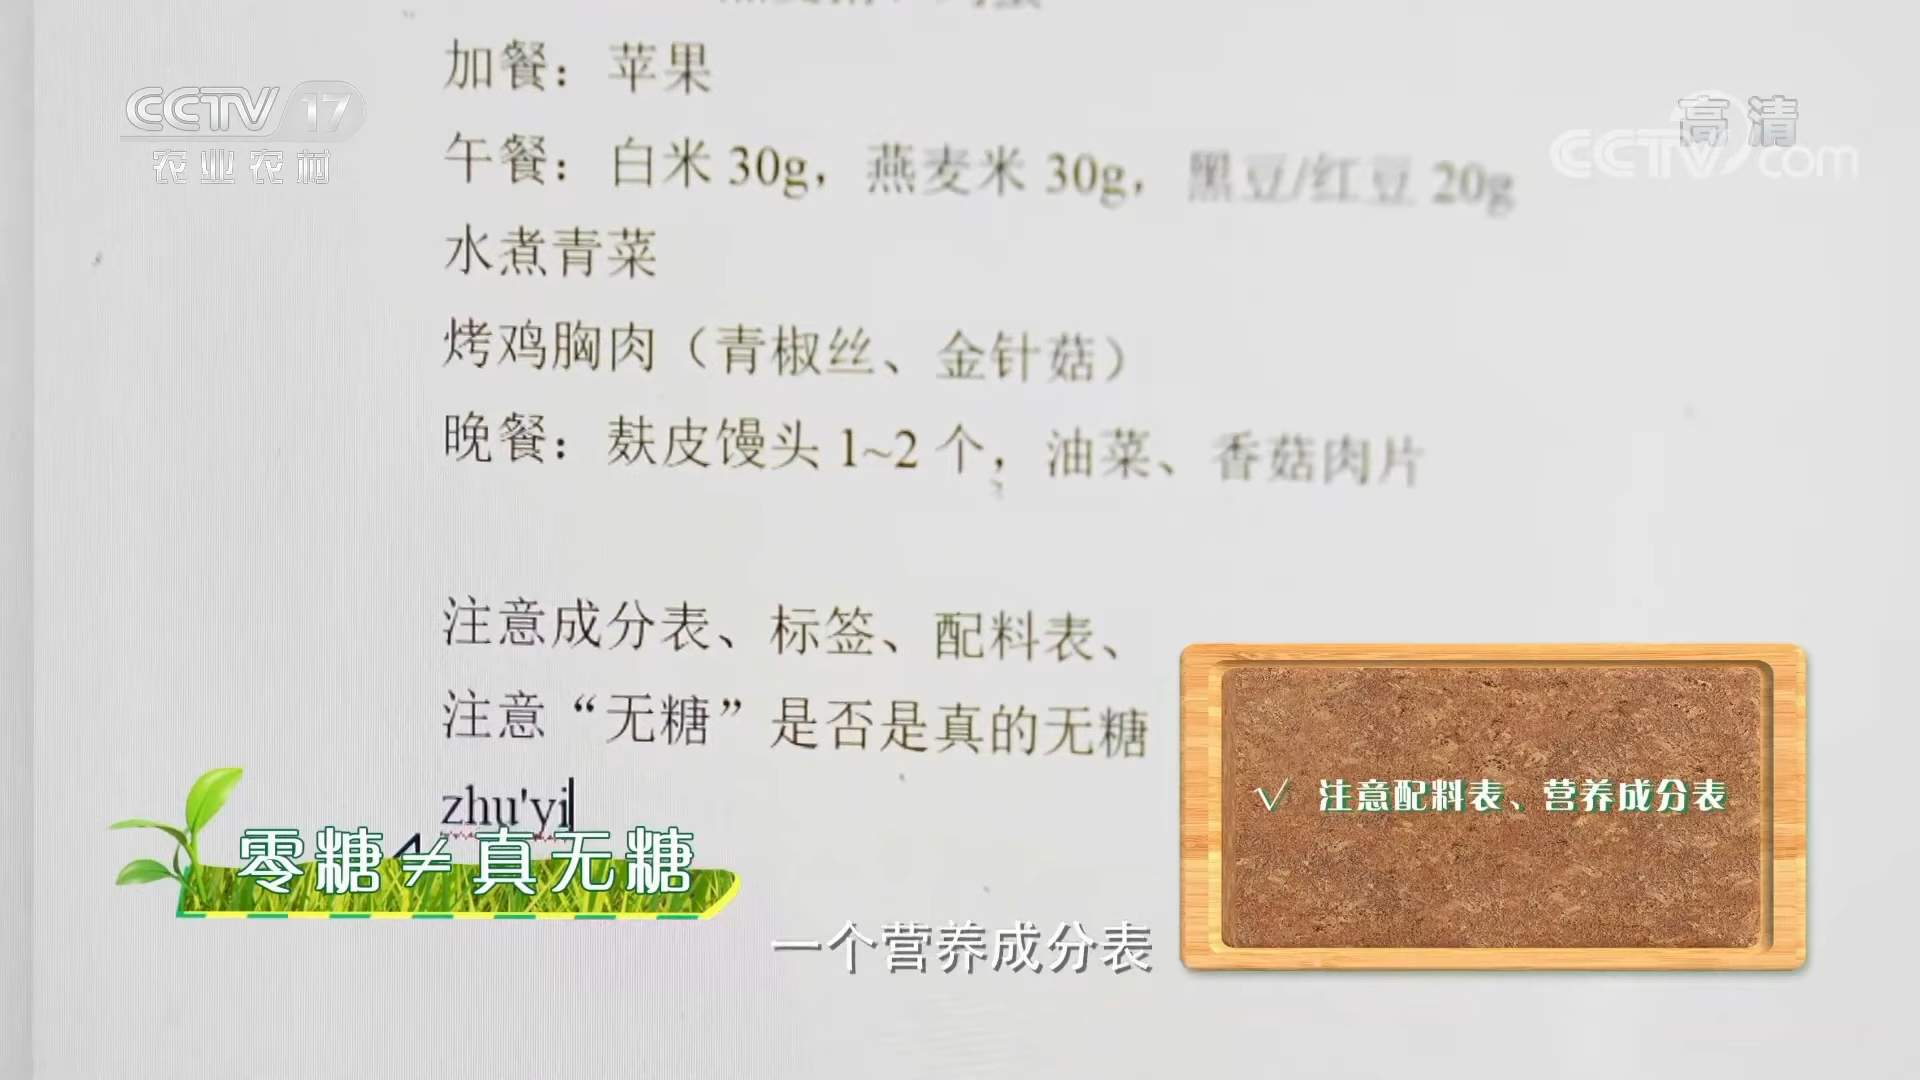 加餐：苹果
午餐：白米 30g，燕麦米 30g，黑豆/红豆 20g
水煮青菜
烤鸡胸肉（青椒丝、金针菇）
晚餐：麸皮馒头 1~2 个，油菜、香菇肉片
注意成分表、标签、配料表、
注意“无糖”是否是真的无糖
zhu'yi
CCTV 17
农业农村
高清
CCTV.com
√ 注意配料表、营养成分表
零糖≠真无糖
一个营养成分表